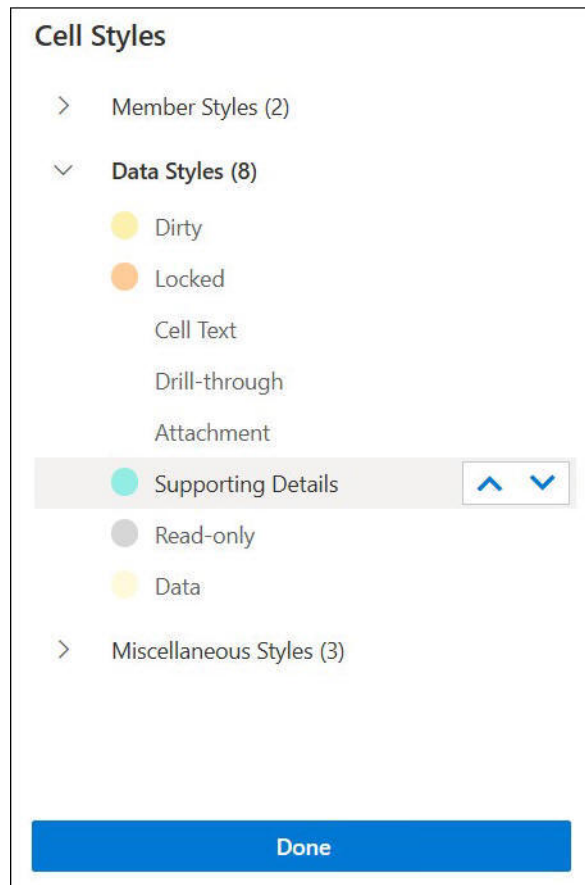 Cell Styles
Member Styles (2)
Data Styles (8)
Dirty
Locked
Cell Text
Drill-through
Attachment
Supporting Details
Read-only
Data
Miscellaneous Styles (3)
Done